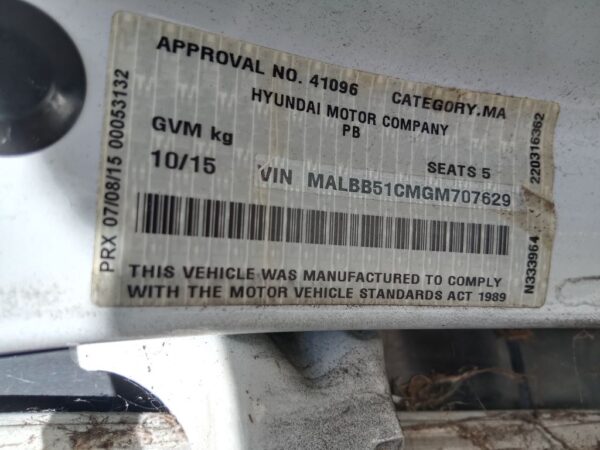 APPROVAL NO. 41096
CATEGORY.MA
HYUNDAI MOTOR COMPANY
PB
GVM kg
SEATS 5
10/15
VIN MALBB51CMGM707629
THIS VEHICLE WAS MANUFACTURED TO COMPLY
WITH THE MOTOR VEHICLE STANDARDS ACT 1989
PRX 07/08/15 00053132
N333964
220316362